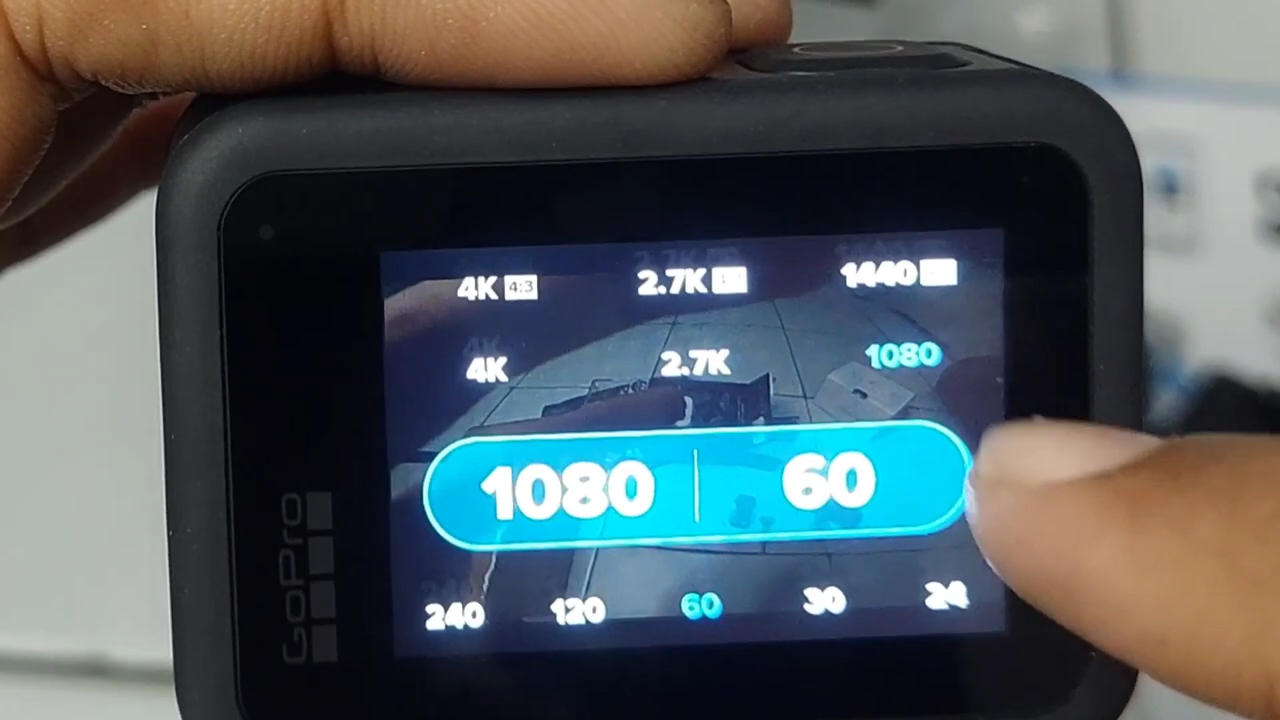 4K 4:3 2.7K 1440
4K 2.7K 1080
1080 | 60
240 120 60 30 24
GoPro